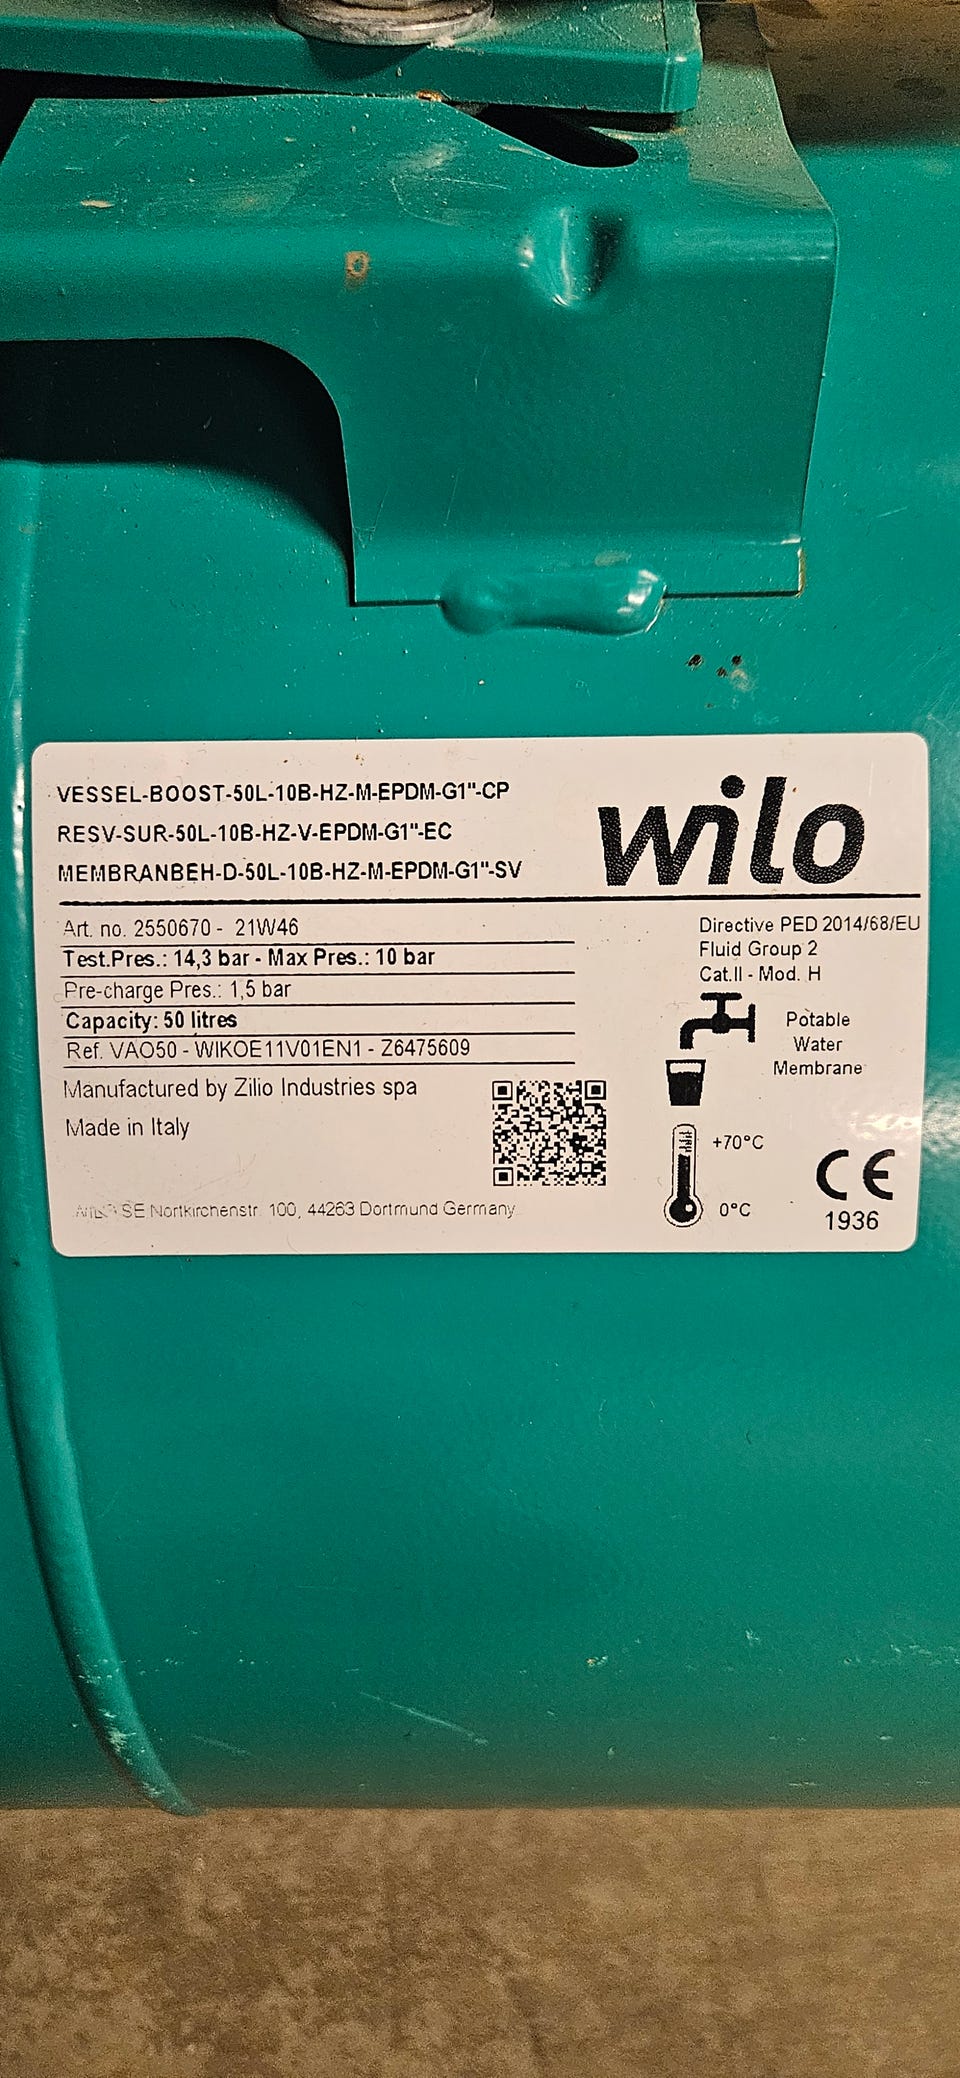 VESSEL-BOOST-50L-10B-HZ-M-EPDM-G1"-CP
RESV-SUR-50L-10B-HZ-V-EPDM-G1"-EC
MEMBRANBEH-D-50L-10B-HZ-M-EPDM-G1"-SV
wilo
Art. no. 2550670 - 21W46
Test.Pres.: 14,3 bar - Max Pres.: 10 bar
Pre-charge Pres.: 1,5 bar
Capacity: 50 litres
Ref. VAO50 - WIKOE11V01EN1 - Z6475609
Manufactured by Zilio Industries spa
Made in Italy
SE Nortkirchenstr. 100, 44263 Dortmund Germany
Directive PED 2014/68/EU
Fluid Group 2
Cat.II - Mod. H
Potable
Water
Membrane
+70°C
0°C
CE
1936